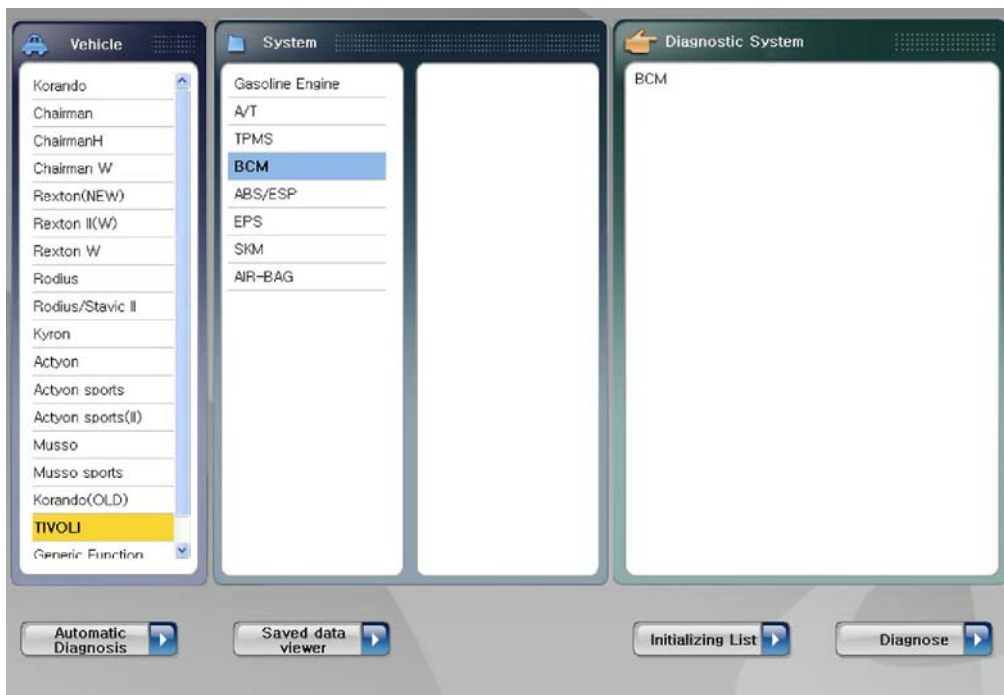 Vehicle
Korando
Chairman
ChairmanH
Chairman W
Rexton(NEW)
Rexton II(W)
Rexton W
Rodius
Rodius/Stavic II
Kyron
Actyon
Actyon sports
Actyon sports(II)
Musso
Musso sports
Korando(OLD)
TIVOLI
Generic Function
System
Gasoline Engine
A/T
TPMS
BCM
ABS/ESP
EPS
SKM
AIR-BAG
Diagnostic System
BCM
Automatic
Diagnosis
Saved data
viewer
Initializing List
Diagnose